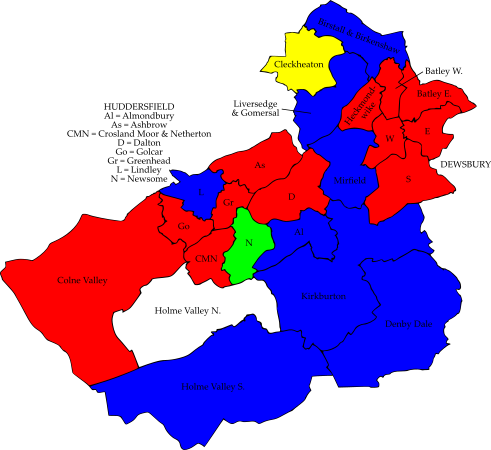 Birstall & Birkenshaw
Cleckheaton
Batley W.
Batley E.
Heckmond-
wike
Liversedge
& Gomersal
HUDDERSFIELD
Al = Almondbury
As = Ashbrow
CMN = Crosland Moor & Netherton
D = Dalton
Go = Golcar
Gr = Greenhead
L = Lindley
N = Newsome
W
E
DEWSBURY
As
Mirfield
S
L
D
Gr
Go
Al
N
CMN
Colne Valley
Kirkburton
Holme Valley N.
Denby Dale
Holme Valley S.